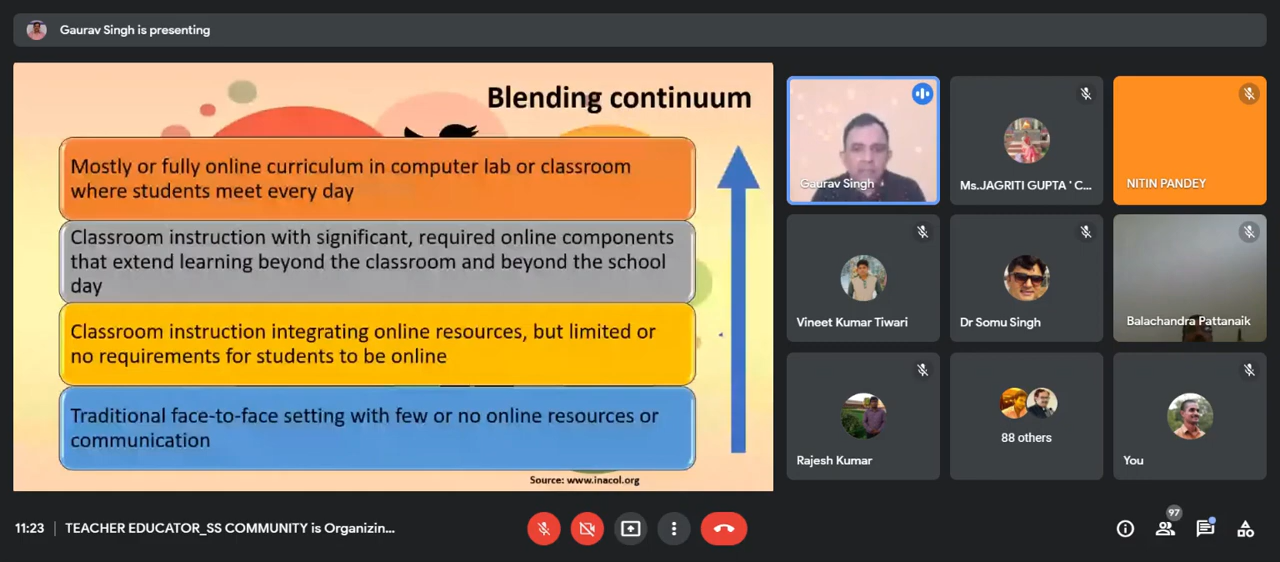 Gaurav Singh is presenting
Blending continuum
Mostly or fully online curriculum in computer lab or classroom
where students meet every day
Classroom instruction with significant, required online components
that extend learning beyond the classroom and beyond the school
day
Classroom instruction integrating online resources, but limited or
no requirements for students to be online
Traditional face-to-face setting with few or no online resources or
communication
Source: www.inacol.org
Gaurav Singh
Ms.JAGRITI GUPTA ' C...
NITIN PANDEY
Vineet Kumar Tiwari
Dr Somu Singh
Balachandra Pattanaik
Rajesh Kumar
88 others
You
11:23
TEACHER EDUCATOR_SS COMMUNITY is Organizin...
97